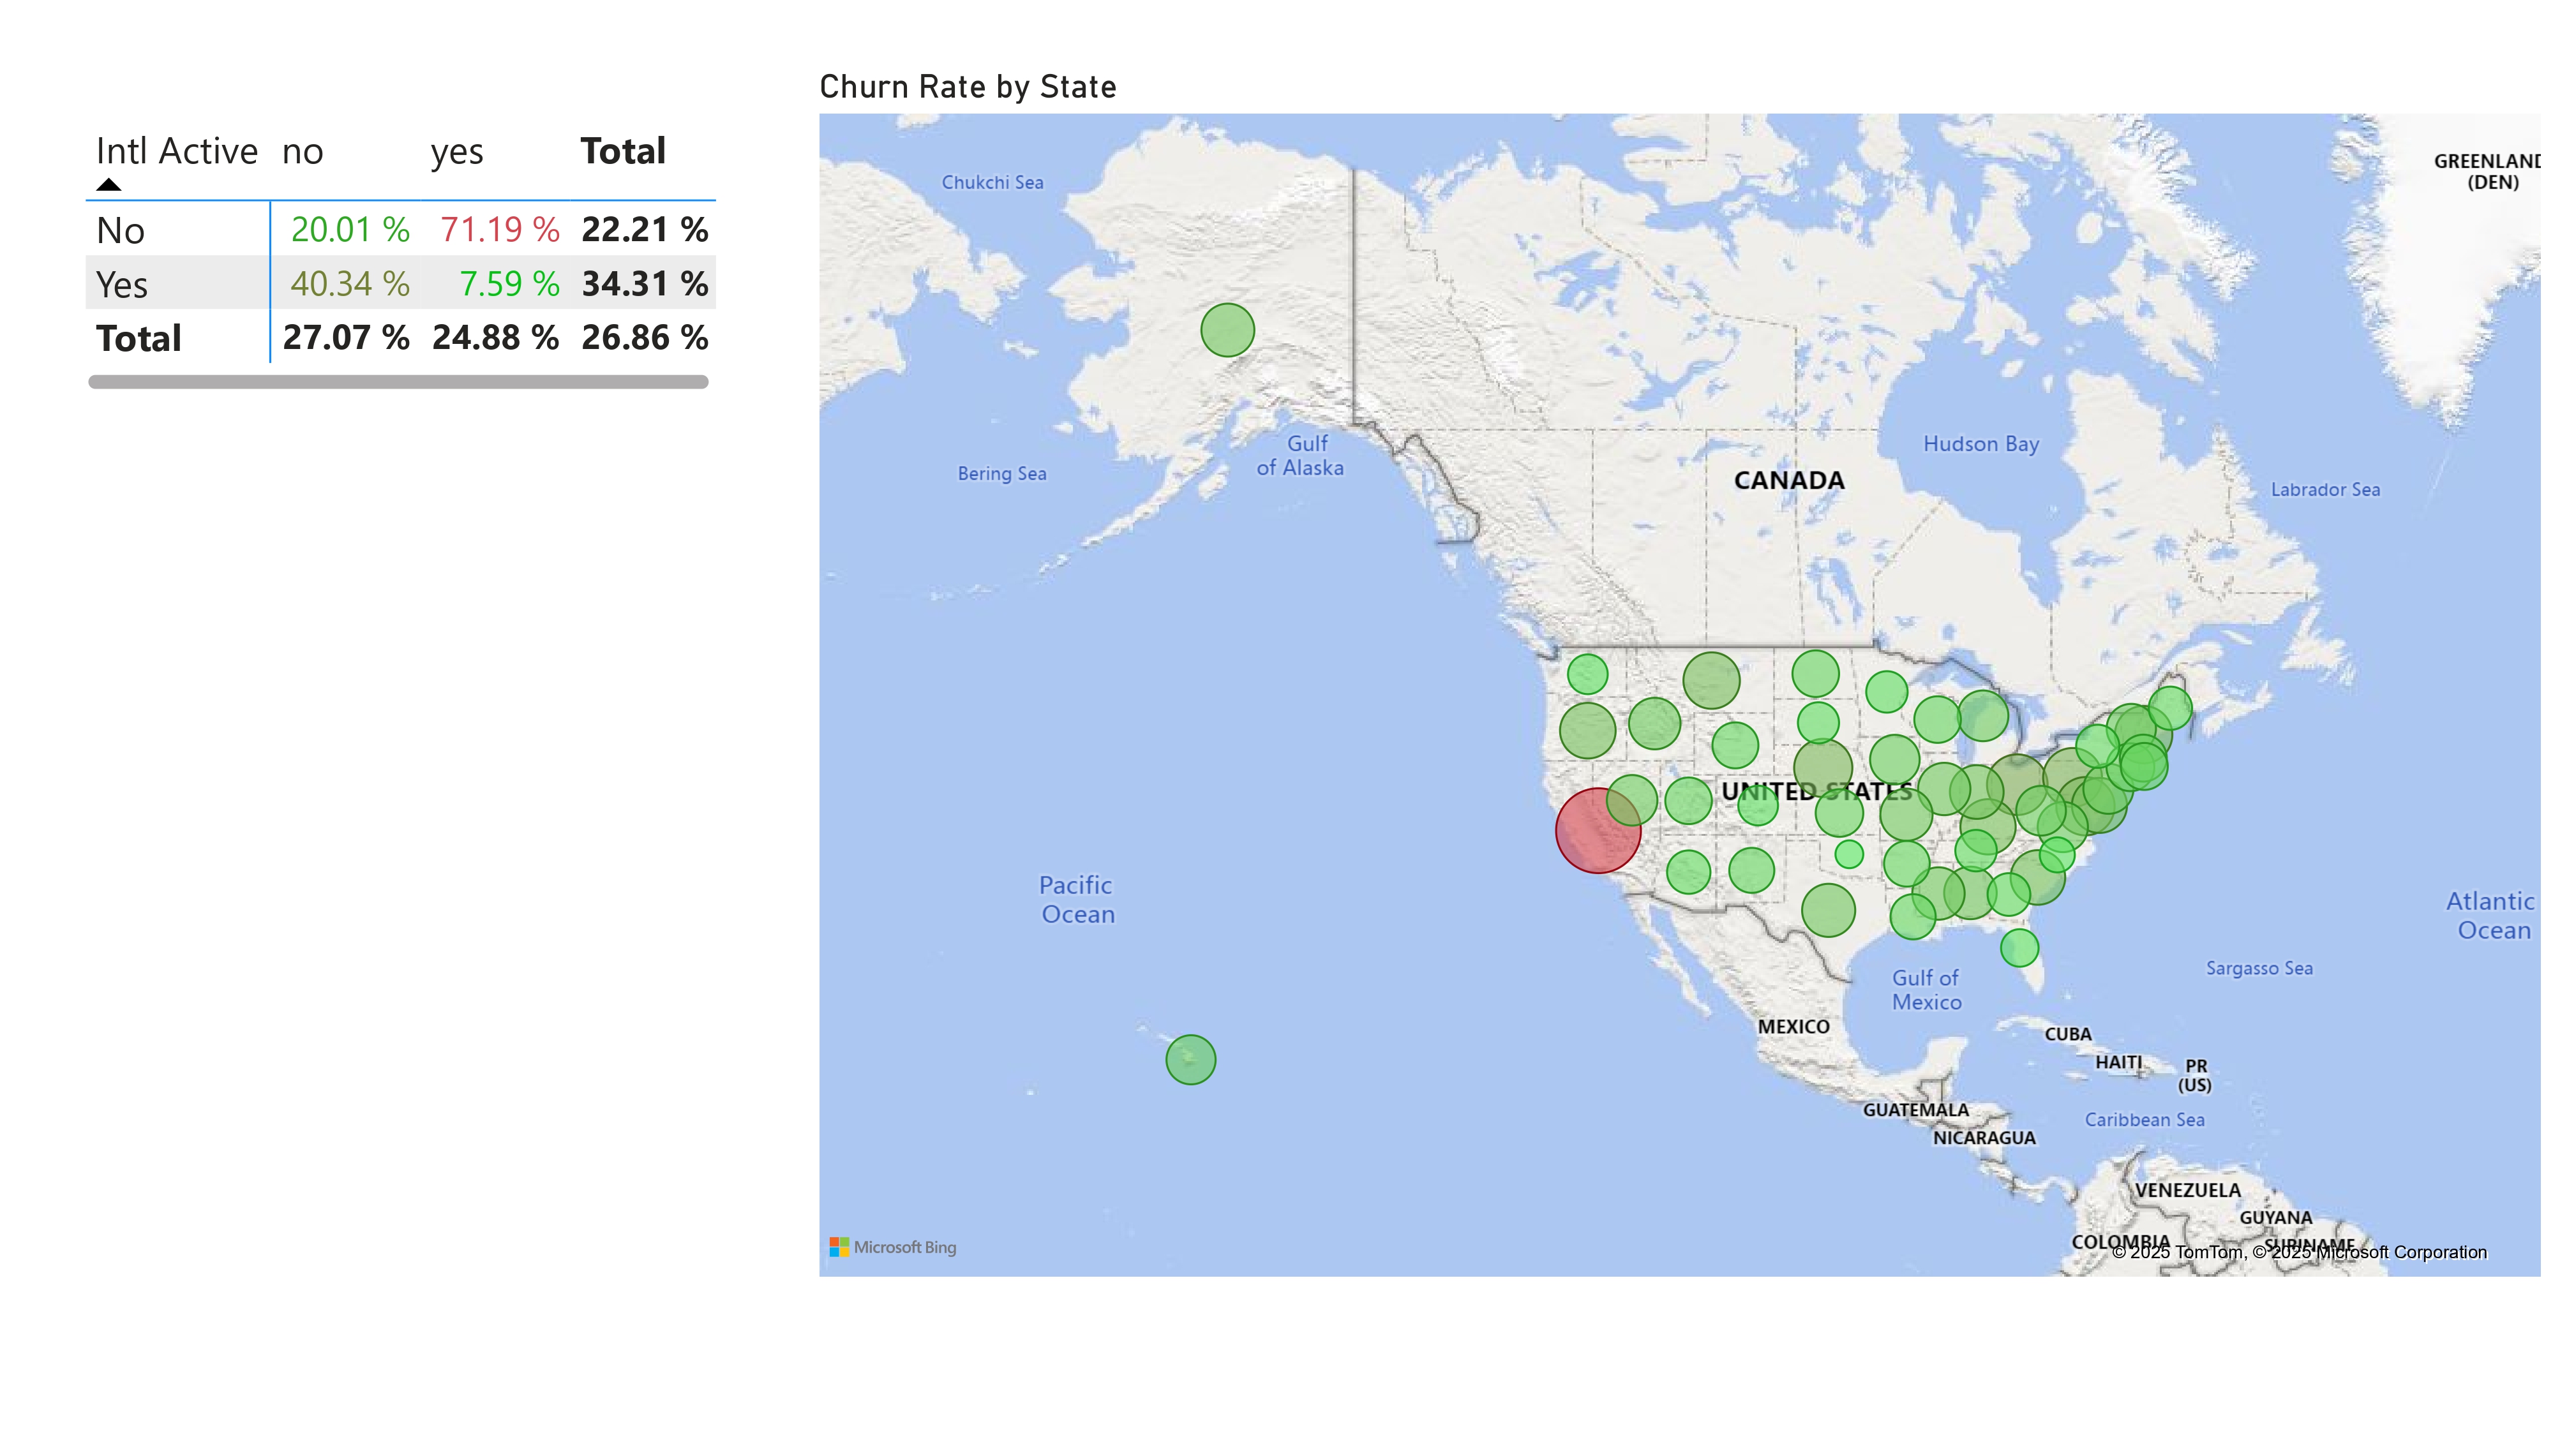 Churn Rate by State
Intl Active no yes Total
No 20.01 % 71.19 % 22.21 %
Yes 40.34 % 7.59 % 34.31 %
Total 27.07 % 24.88 % 26.86 %
GREENLAND
(DEN)
Chukchi Sea
Gulf
of Alaska
Bering Sea
Hudson Bay
CANADA
Labrador Sea
UNITED STATES
Pacific
Ocean
Atlantic
Ocean
Sargasso Sea
Gulf of
Mexico
MEXICO
CUBA
HAITI
PR
(US)
GUATEMALA
Caribbean Sea
NICARAGUA
VENEZUELA
GUYANA
COLOMBIA
SURINAME
Microsoft Bing
© 2025 TomTom, © 2025 Microsoft Corporation